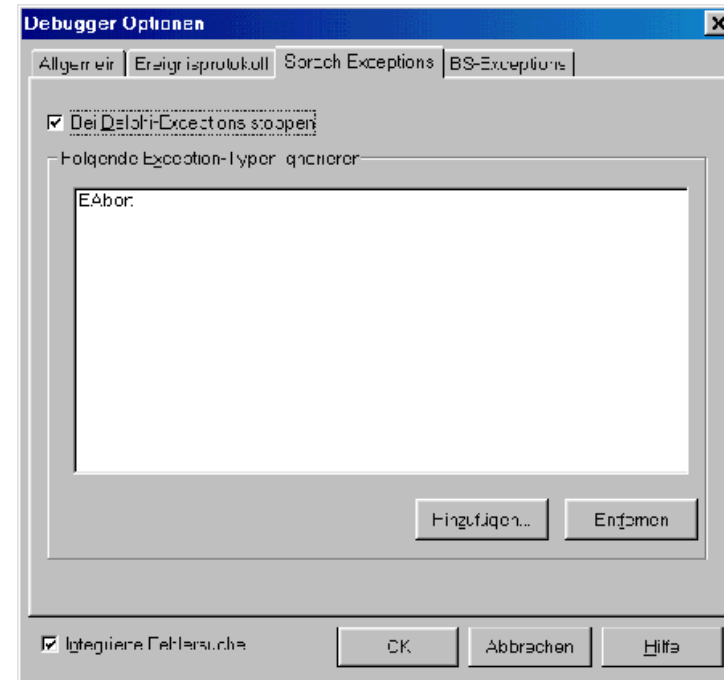 Debugger Optionen
Allgemein
Ereignisprotokoll
Sprach Exceptions
BS-Exceptions
Bei Delphi-Exceptions stoppen
Folgende Exception-Typen ignorieren
EAbort
Hinzufügen...
Entfernen
Integrierte Fehlersuche
OK
Abbrechen
Hilfe